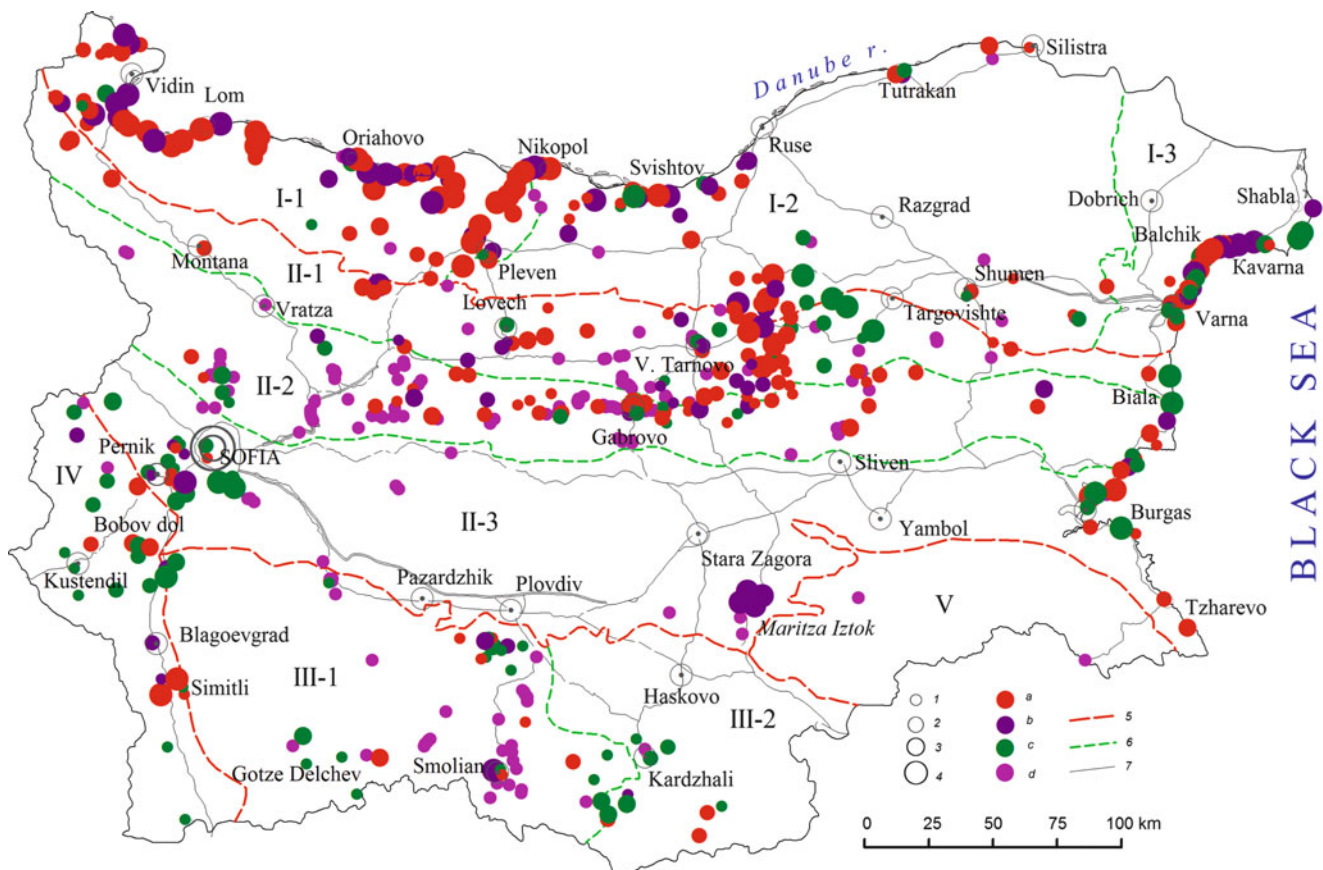 Vidin
Lom
Oriahovo
Nikopol
Svishtov
Danube r.
Ruse
Tutrakan
Silistra
I-1
I-2
I-3
Razgrad
Dobrich
Shabla
Balchik
Kavarna
Varna
Montana
II-1
Vratza
Pleven
Lovech
Shumen
Targovishte
II-2
V. Tarnovo
Gabrovo
Biala
BLACK SEA
Pernik
SOFIA
IV
Sliven
Yambol
Burgas
Bobov dol
II-3
Kustendil
Stara Zagora
Pazardzhik
Plovdiv
Maritza Iztok
V
Tzharevo
Blagoevgrad
Simitli
III-1
Haskovo
III-2
Gotze Delchev
Smolian
Kardzhali
1
2
3
4
a
b
c
d
5
6
7
0 25 50 75 100 km